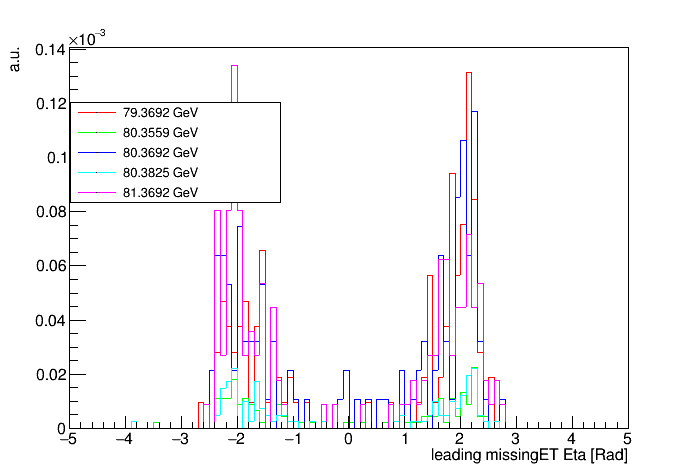 ×10⁻³
a.u.
0.14
0.12
0.1
0.08
0.06
0.04
0.02
0
79.3692 GeV
80.3559 GeV
80.3692 GeV
80.3825 GeV
81.3692 GeV
−5 −4 −3 −2 −1 0 1 2 3 4 5
leading missingET Eta [Rad]